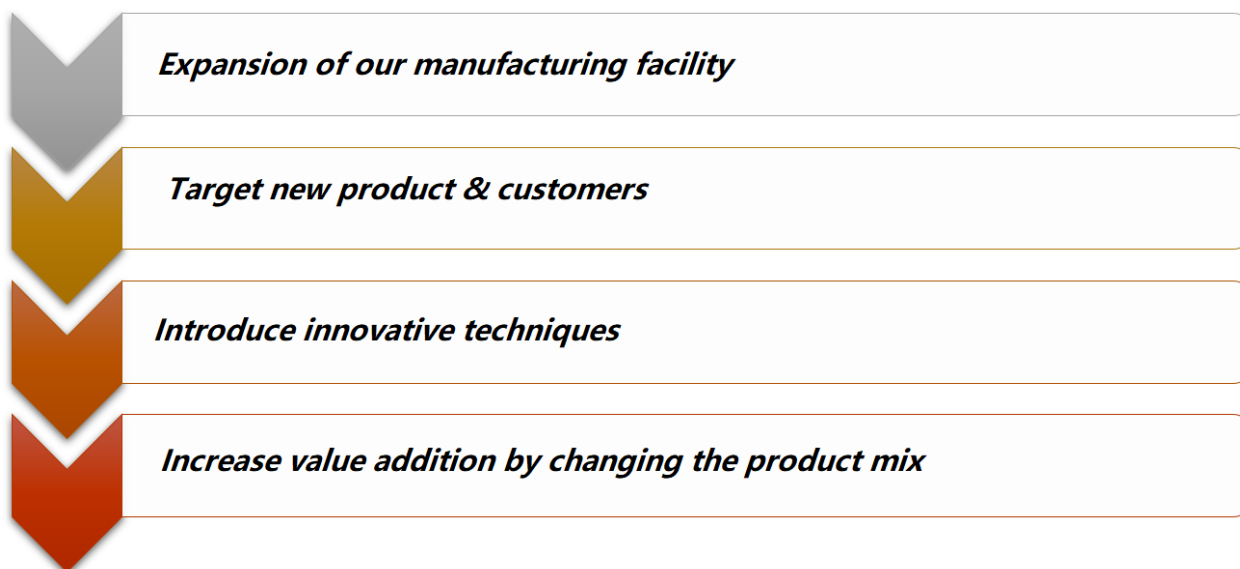 Expansion of our manufacturing facility
Target new product & customers
Introduce innovative techniques
Increase value addition by changing the product mix